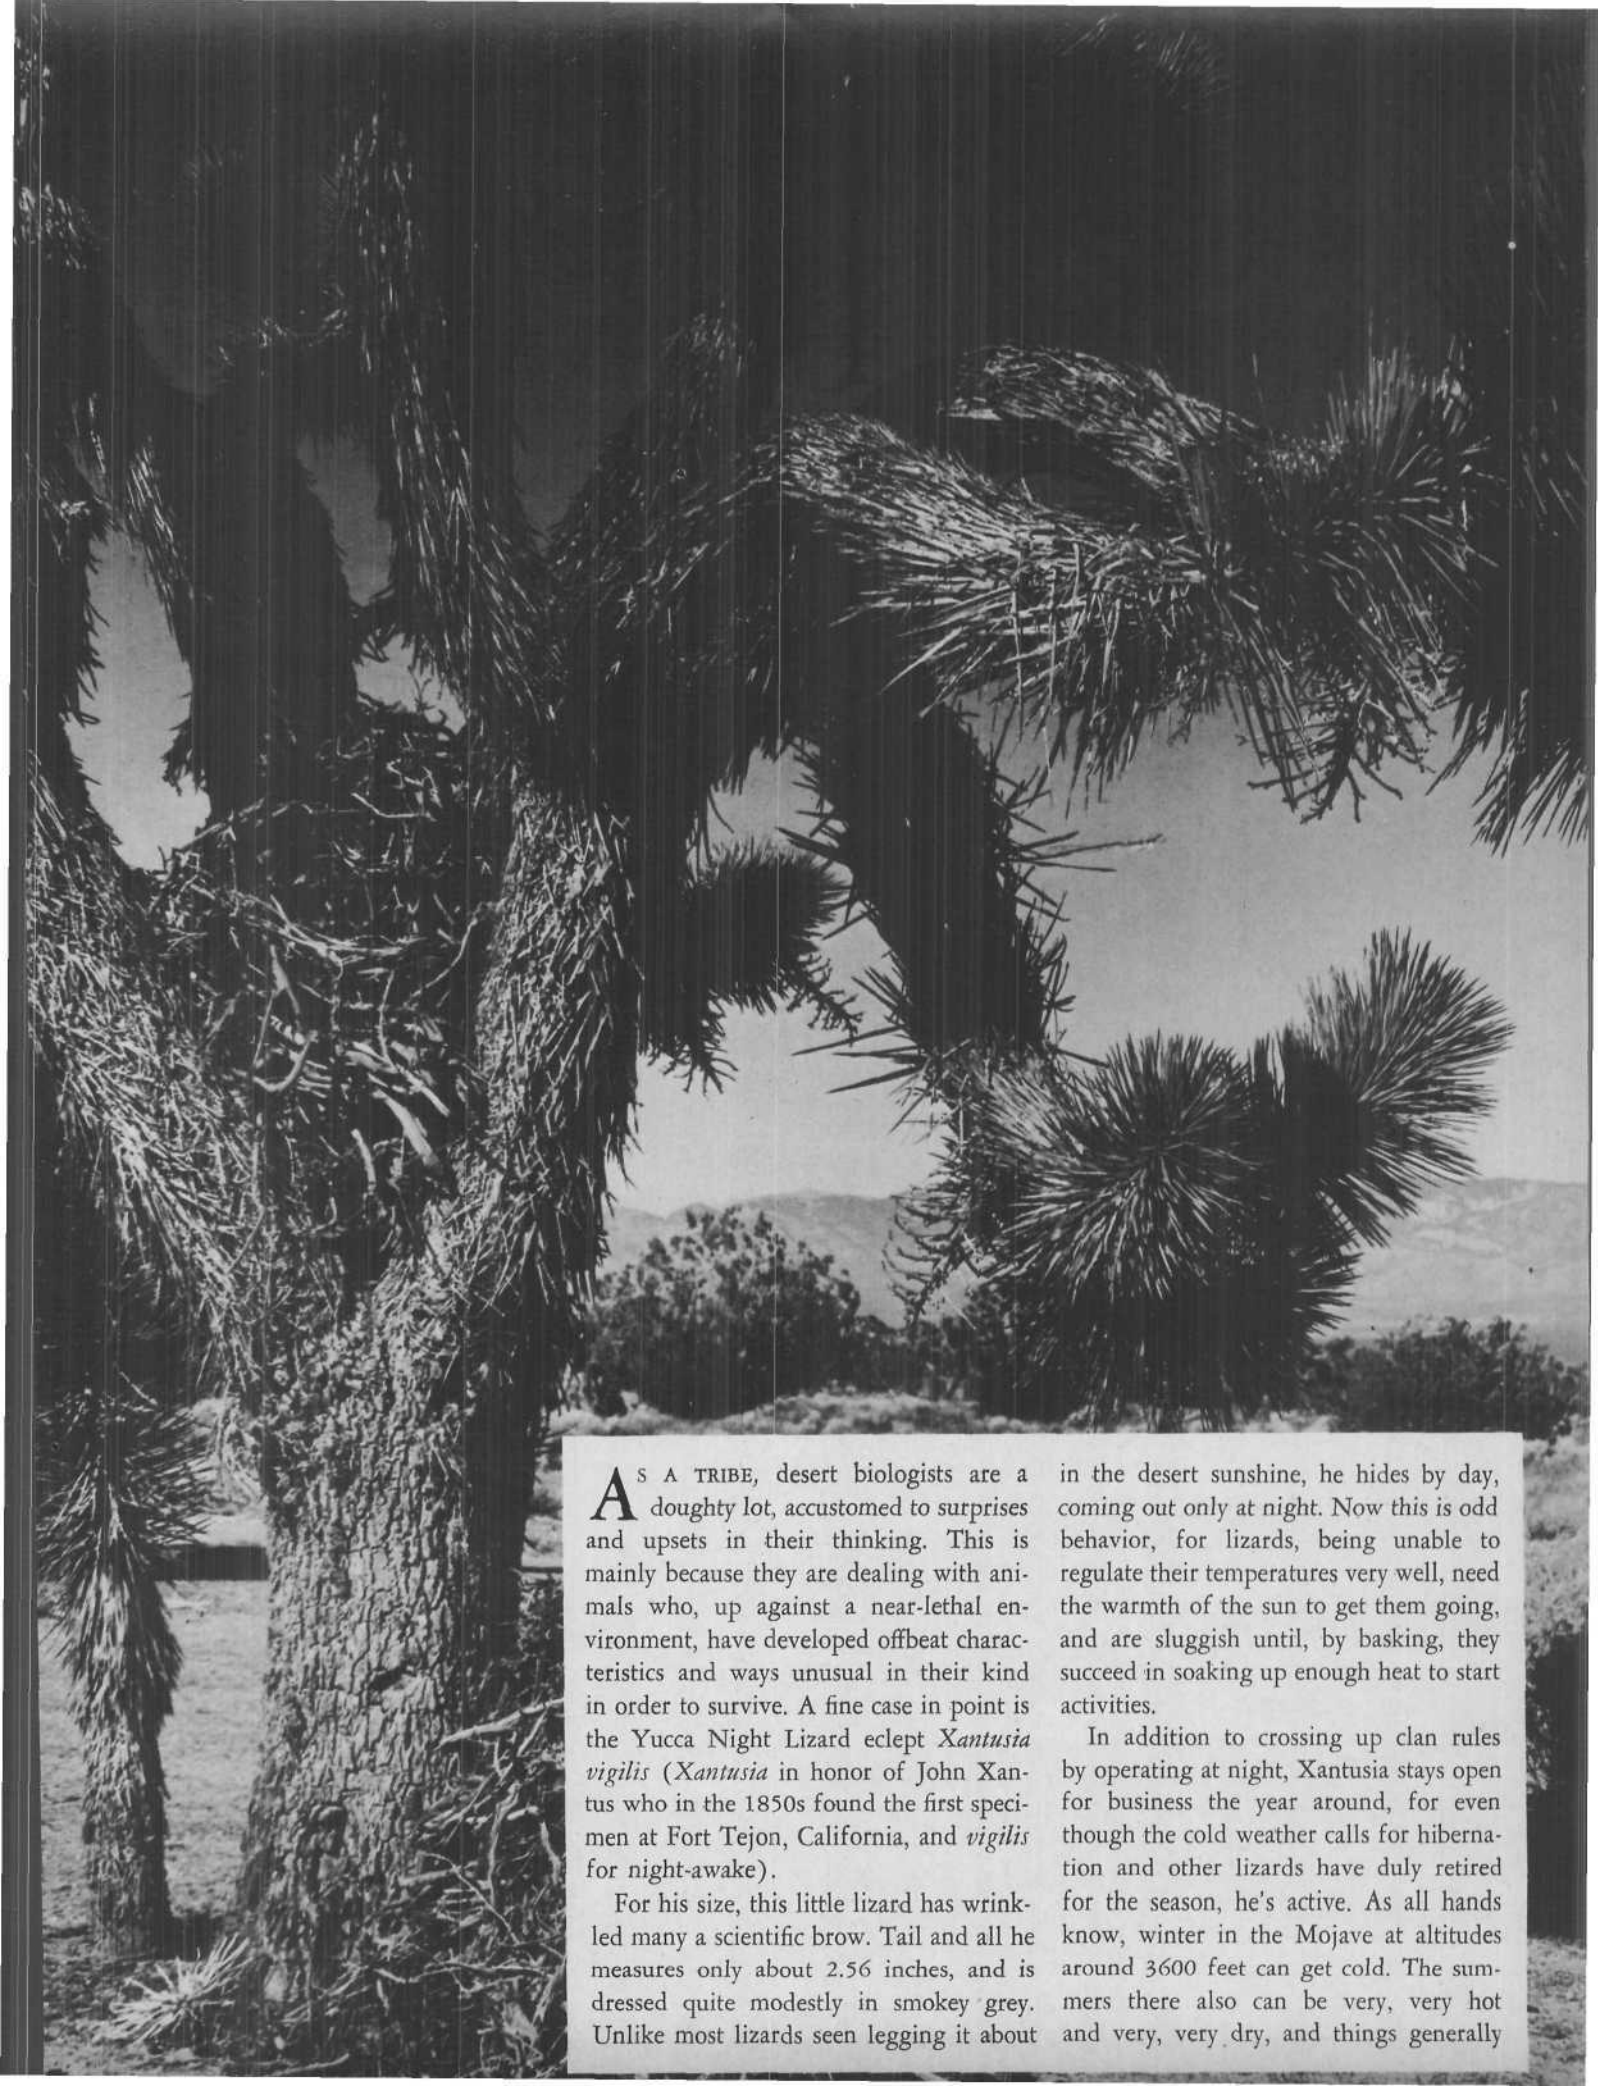 AS A TRIBE, desert biologists are a
doughty lot, accustomed to surprises
and upsets in their thinking. This is
mainly because they are dealing with ani-
mals who, up against a near-lethal en-
vironment, have developed offbeat charac-
teristics and ways unusual in their kind
in order to survive. A fine case in point is
the Yucca Night Lizard eclept Xantusia
vigilis (Xantusia in honor of John Xan-
tus who in the 1850s found the first speci-
men at Fort Tejon, California, and vigilis
for night-awake).
For his size, this little lizard has wrink-
led many a scientific brow. Tail and all he
measures only about 2.56 inches, and is
dressed quite modestly in smokey grey.
Unlike most lizards seen legging it about
in the desert sunshine, he hides by day,
coming out only at night. Now this is odd
behavior, for lizards, being unable to
regulate their temperatures very well, need
the warmth of the sun to get them going,
and are sluggish until, by basking, they
succeed in soaking up enough heat to start
activities.
In addition to crossing up clan rules
by operating at night, Xantusia stays open
for business the year around, for even
though the cold weather calls for hiberna-
tion and other lizards have duly retired
for the season, he's active. As all hands
know, winter in the Mojave at altitudes
around 3600 feet can get cold. The sum-
mers there also can be very, very hot
and very, very dry, and things generally